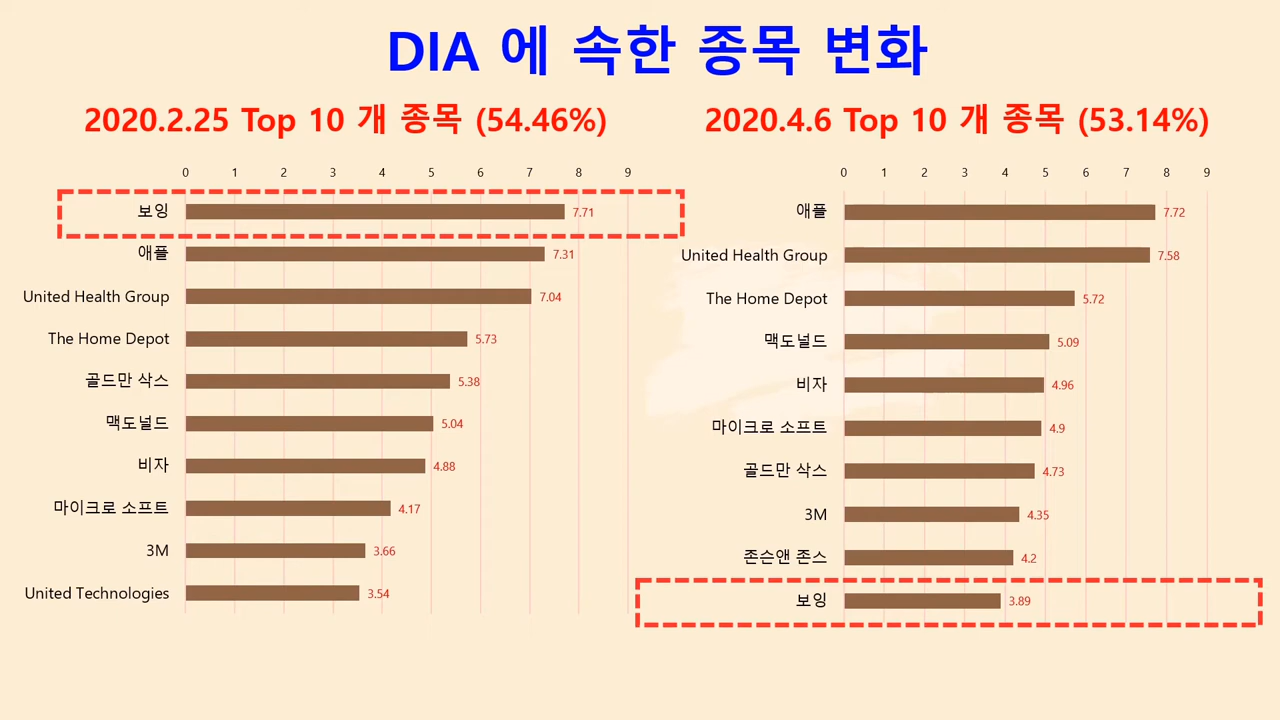 DIA 에 속한 종목 변화
2020.2.25 Top 10 개 종목 (54.46%)
0 1 2 3 4 5 6 7 8 9
보잉 7.71
애플 7.31
United Health Group 7.04
The Home Depot 5.73
골드만 삭스 5.38
맥도널드 5.04
비자 4.88
마이크로 소프트 4.17
3M 3.66
United Technologies 3.54
2020.4.6 Top 10 개 종목 (53.14%)
0 1 2 3 4 5 6 7 8 9
애플 7.72
United Health Group 7.58
The Home Depot 5.72
맥도널드 5.09
비자 4.96
마이크로 소프트 4.9
골드만 삭스 4.73
3M 4.35
존슨앤 존스 4.2
보잉 3.89